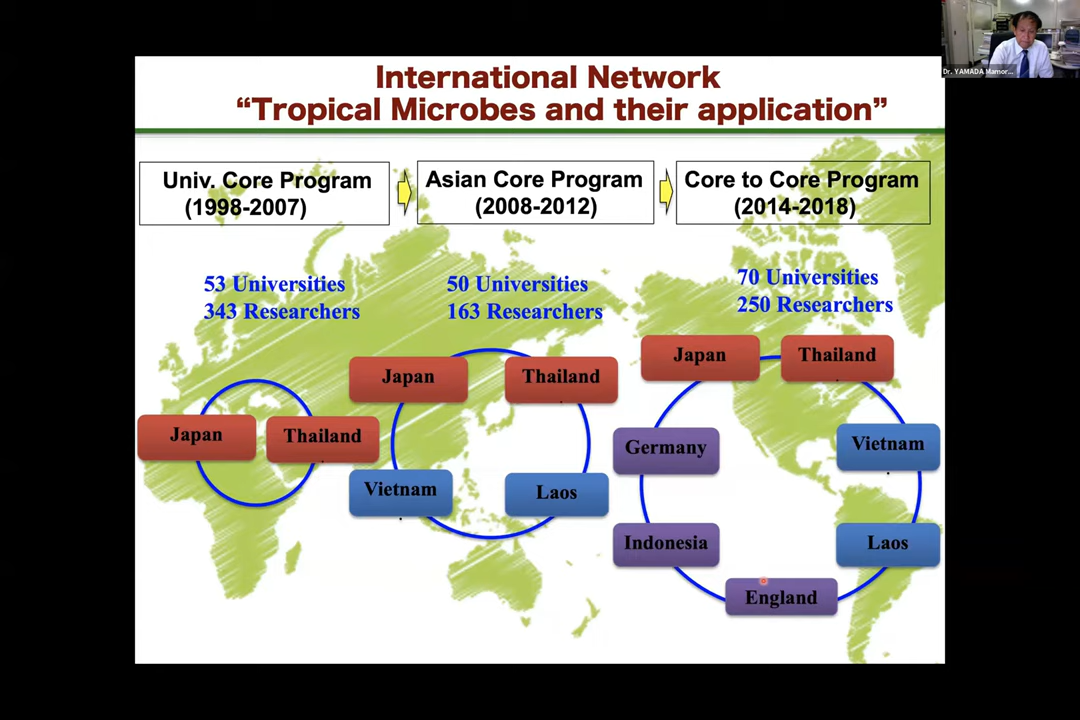 International Network
“Tropical Microbes and their application”
Dr. YAMADA Mamor...
Univ. Core Program
(1998-2007)
Asian Core Program
(2008-2012)
Core to Core Program
(2014-2018)
53 Universities
343 Researchers
50 Universities
163 Researchers
70 Universities
250 Researchers
Japan
Thailand
Japan
Thailand
Vietnam
Laos
Japan
Thailand
Germany
Vietnam
Indonesia
Laos
England